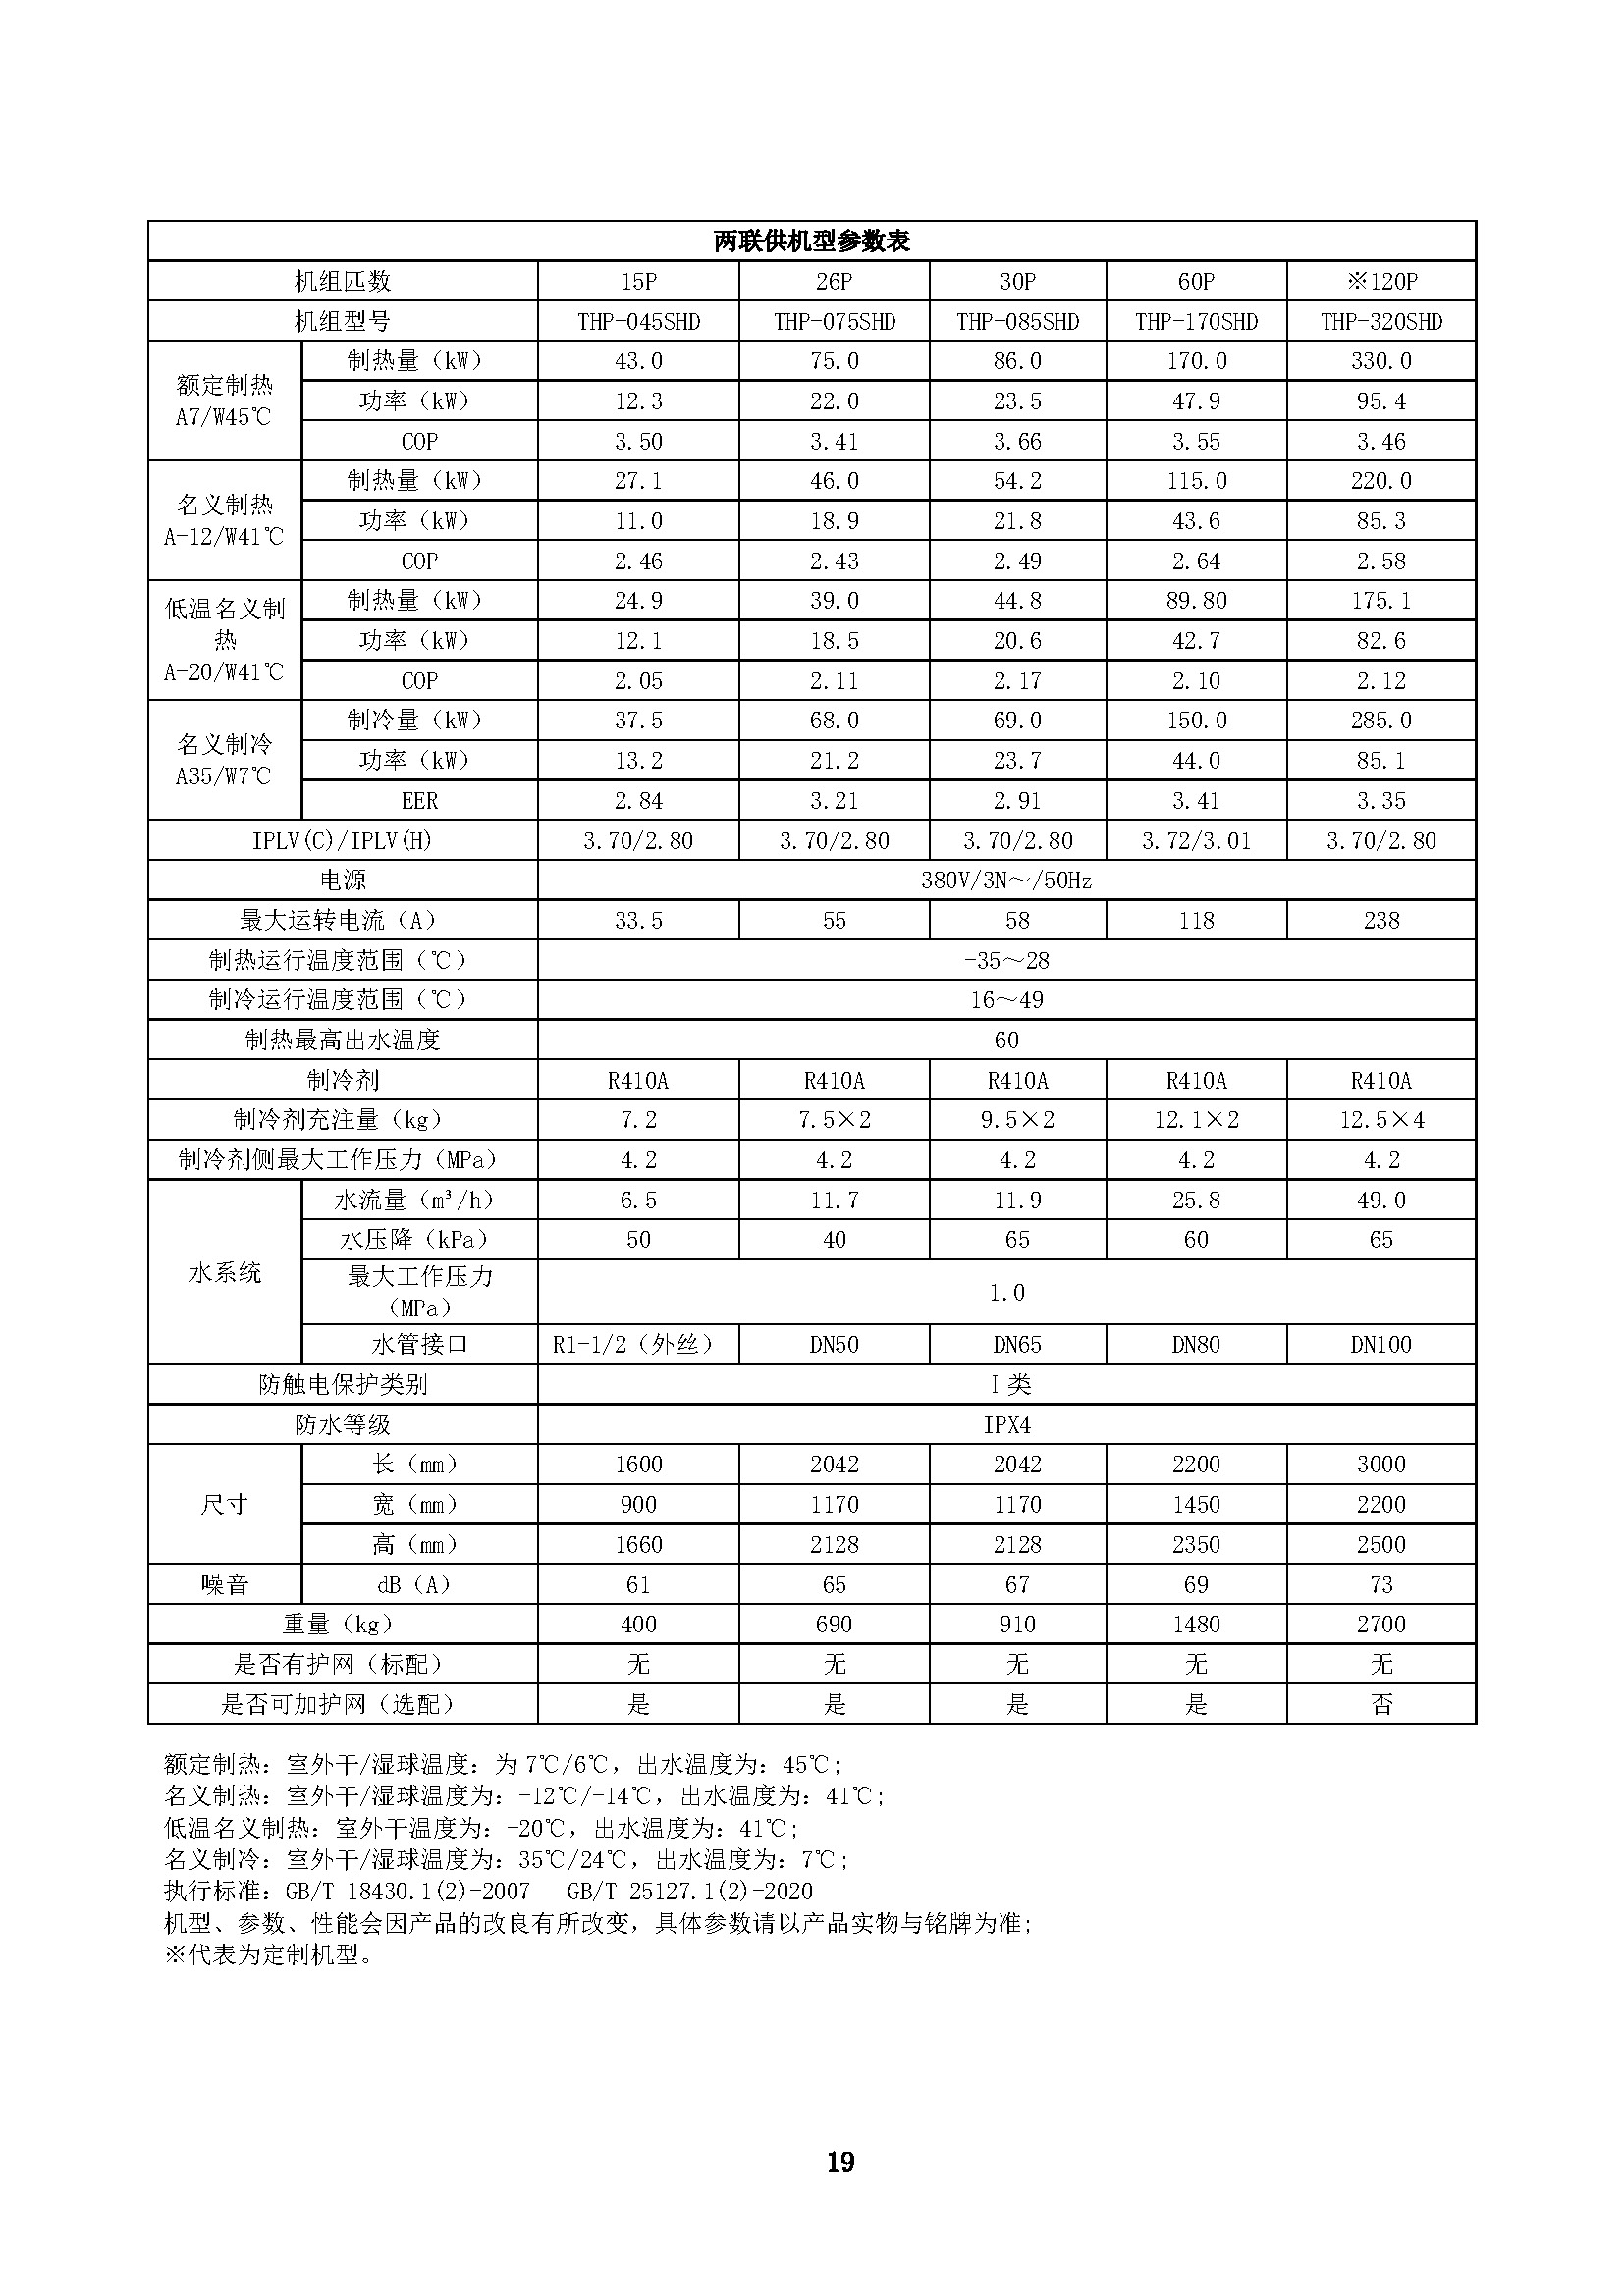 两联供机型参数表
机组匹数 15P 26P 30P 60P ※120P
机组型号 THP-045SHD THP-075SHD THP-085SHD THP-170SHD THP-320SHD
额定制热
A7/W45℃
制热量（kW） 43.0 75.0 86.0 170.0 330.0
功率（kW） 12.3 22.0 23.5 47.9 95.4
COP 3.50 3.41 3.66 3.55 3.46
名义制热
A-12/W41℃
制热量（kW） 27.1 46.0 54.2 115.0 220.0
功率（kW） 11.0 18.9 21.8 43.6 85.3
COP 2.46 2.43 2.49 2.64 2.58
低温名义制
热
A-20/W41℃
制热量（kW） 24.9 39.0 44.8 89.80 175.1
功率（kW） 12.1 18.5 20.6 42.7 82.6
COP 2.05 2.11 2.17 2.10 2.12
名义制冷
A35/W7℃
制冷量（kW） 37.5 68.0 69.0 150.0 285.0
功率（kW） 13.2 21.2 23.7 44.0 85.1
EER 2.84 3.21 2.91 3.41 3.35
IPLV(C)/IPLV(H) 3.70/2.80 3.70/2.80 3.70/2.80 3.72/3.01 3.70/2.80
电源 380V/3N～/50Hz
最大运转电流（A） 33.5 55 58 118 238
制热运行温度范围（℃） -35～28
制冷运行温度范围（℃） 16～49
制热最高出水温度 60
制冷剂 R410A R410A R410A R410A R410A
制冷剂充注量（kg） 7.2 7.5×2 9.5×2 12.1×2 12.5×4
制冷剂侧最大工作压力（MPa） 4.2 4.2 4.2 4.2 4.2
水系统
水流量（m³/h） 6.5 11.7 11.9 25.8 49.0
水压降（kPa） 50 40 65 60 65
最大工作压力
（MPa）
1.0
水管接口 R1-1/2（外丝） DN50 DN65 DN80 DN100
防触电保护类别 I 类
防水等级 IPX4
尺寸
长（mm） 1600 2042 2042 2200 3000
宽（mm） 900 1170 1170 1450 2200
高（mm） 1660 2128 2128 2350 2500
噪音 dB（A） 61 65 67 69 73
重量（kg） 400 690 910 1480 2700
是否有护网（标配） 无 无 无 无 无
是否可加护网（选配） 是 是 是 是 否
额定制热：室外干/湿球温度：为 7℃/6℃，出水温度为：45℃；
名义制热：室外干/湿球温度为：-12℃/-14℃，出水温度为：41℃；
低温名义制热：室外干温度为：-20℃，出水温度为：41℃；
名义制冷：室外干/湿球温度为：35℃/24℃，出水温度为：7℃；
执行标准：GB/T 18430.1(2)-2007 GB/T 25127.1(2)-2020
机型、参数、性能会因产品的改良有所改变，具体参数请以产品实物与铭牌为准；
※代表为定制机型。
19